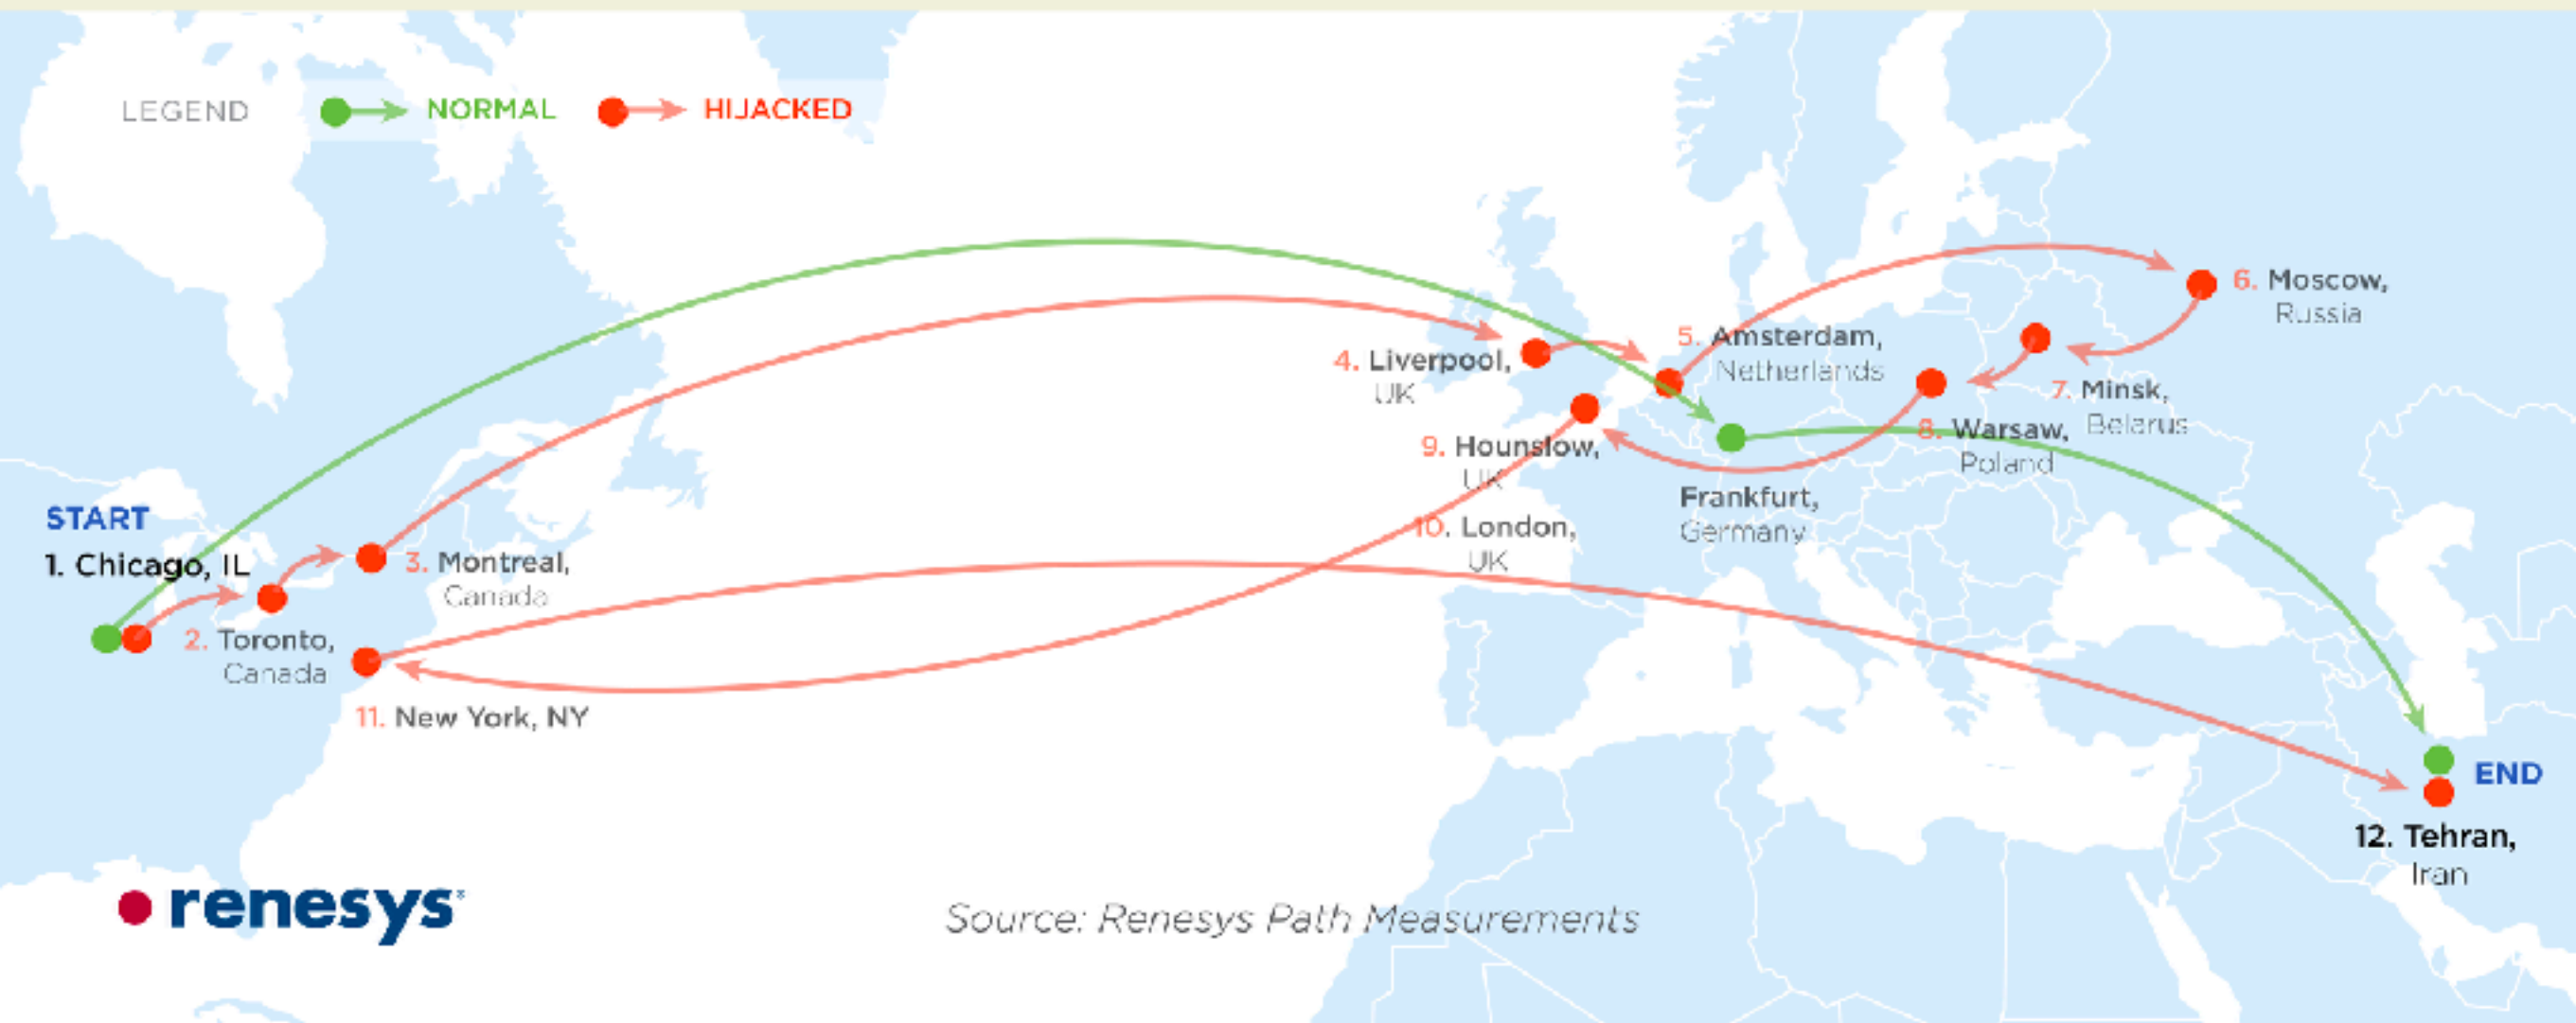 LEGEND
NORMAL
HIJACKED
START
1. Chicago, IL
2. Toronto,
Canada
3. Montreal,
Canada
4. Liverpool,
UK
5. Amsterdam,
Netherlands
6. Moscow,
Russia
7. Minsk,
Belarus
8. Warsaw,
Poland
9. Hounslow,
UK
Frankfurt,
Germany
10. London,
UK
11. New York, NY
END
12. Tehran,
Iran
renesys
Source: Renesys Path Measurements